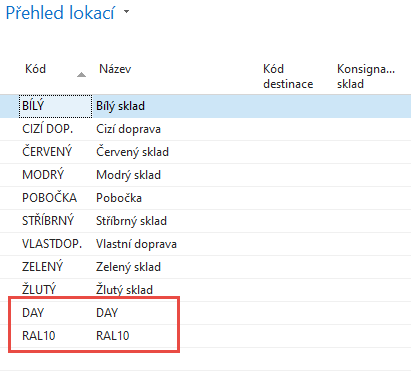 Přehled lokací
Kód Název Kód destinace Konsigna... sklad
BÍLÝ Bílý sklad
CIZÍ DOP. Cizí doprava
ČERVENÝ Červený sklad
MODRÝ Modrý sklad
POBOČKA Pobočka
STŘÍBRNÝ Stříbrný sklad
VLASTDOP. Vlastní doprava
ZELENÝ Zelený sklad
ŽLUTÝ Žlutý sklad
DAY DAY
RAL10 RAL10